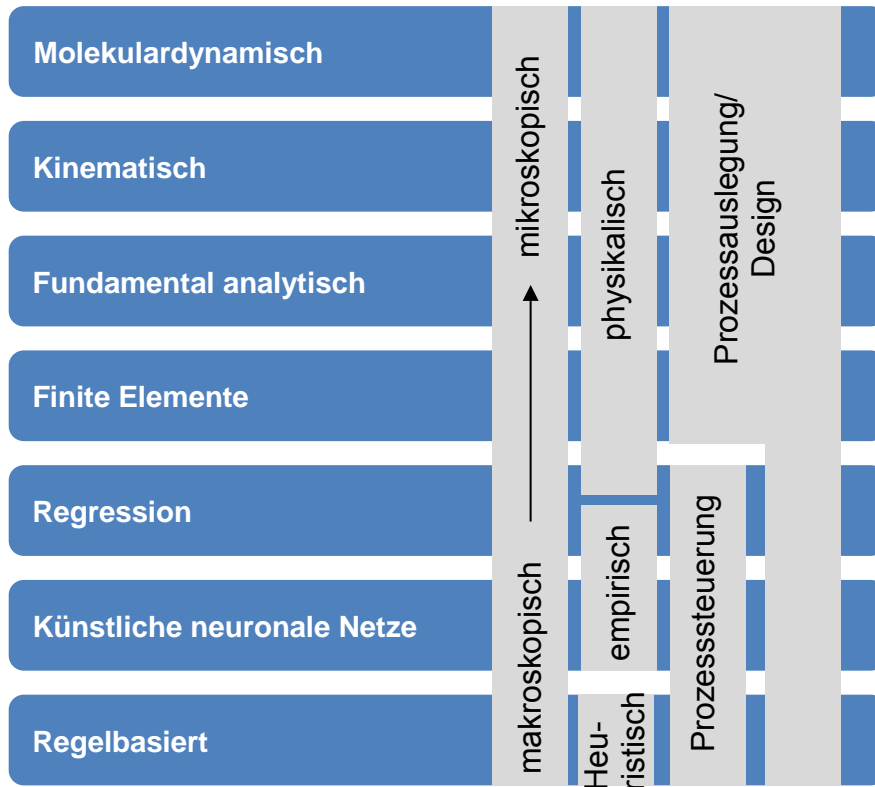 Molekulardynamisch
Kinematisch
Fundamental analytisch
Finite Elemente
Regression
Künstliche neuronale Netze
Regelbasiert
mikroskopisch
makroskopisch
physikalisch
empirisch
Heu-
ristisch
Prozessauslegung/
Design
Prozesssteuerung